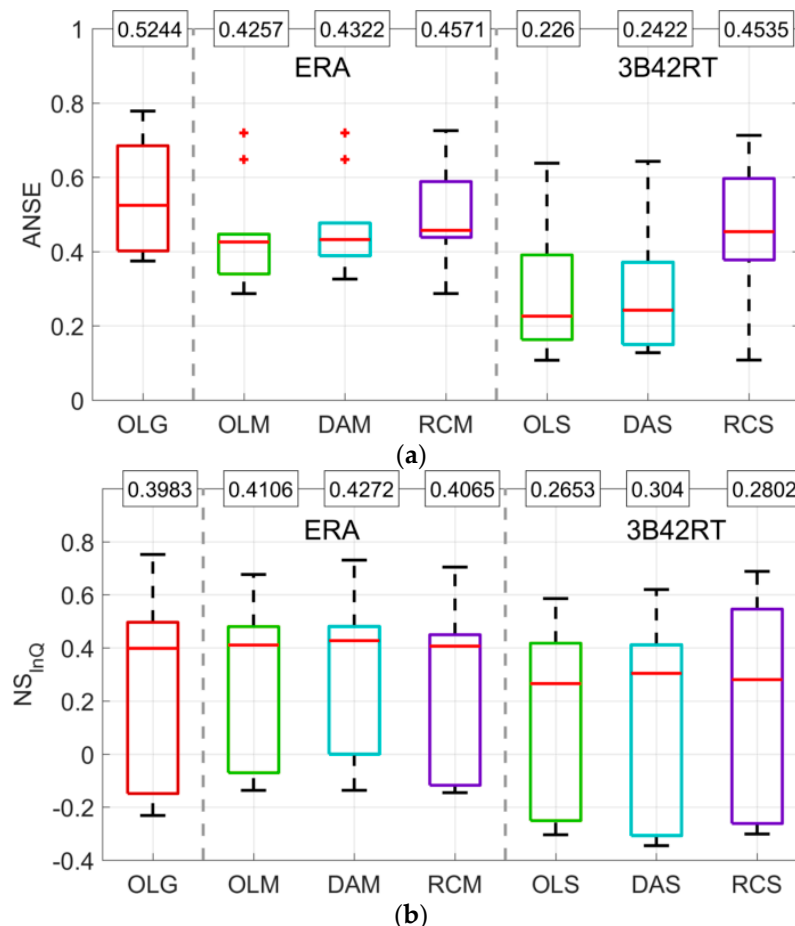 0.5244 0.4257 0.4322 0.4571 0.226 0.2422 0.4535
1
ERA 3B42RT
0.8
0.6
ANSE
0.4
0.2
0
OLG OLM DAM RCM OLS DAS RCS
(a)
0.3983 0.4106 0.4272 0.4065 0.2653 0.304 0.2802
ERA 3B42RT
0.8
0.6
0.4
NSlnQ
0.2
0
-0.2
-0.4
OLG OLM DAM RCM OLS DAS RCS
(b)